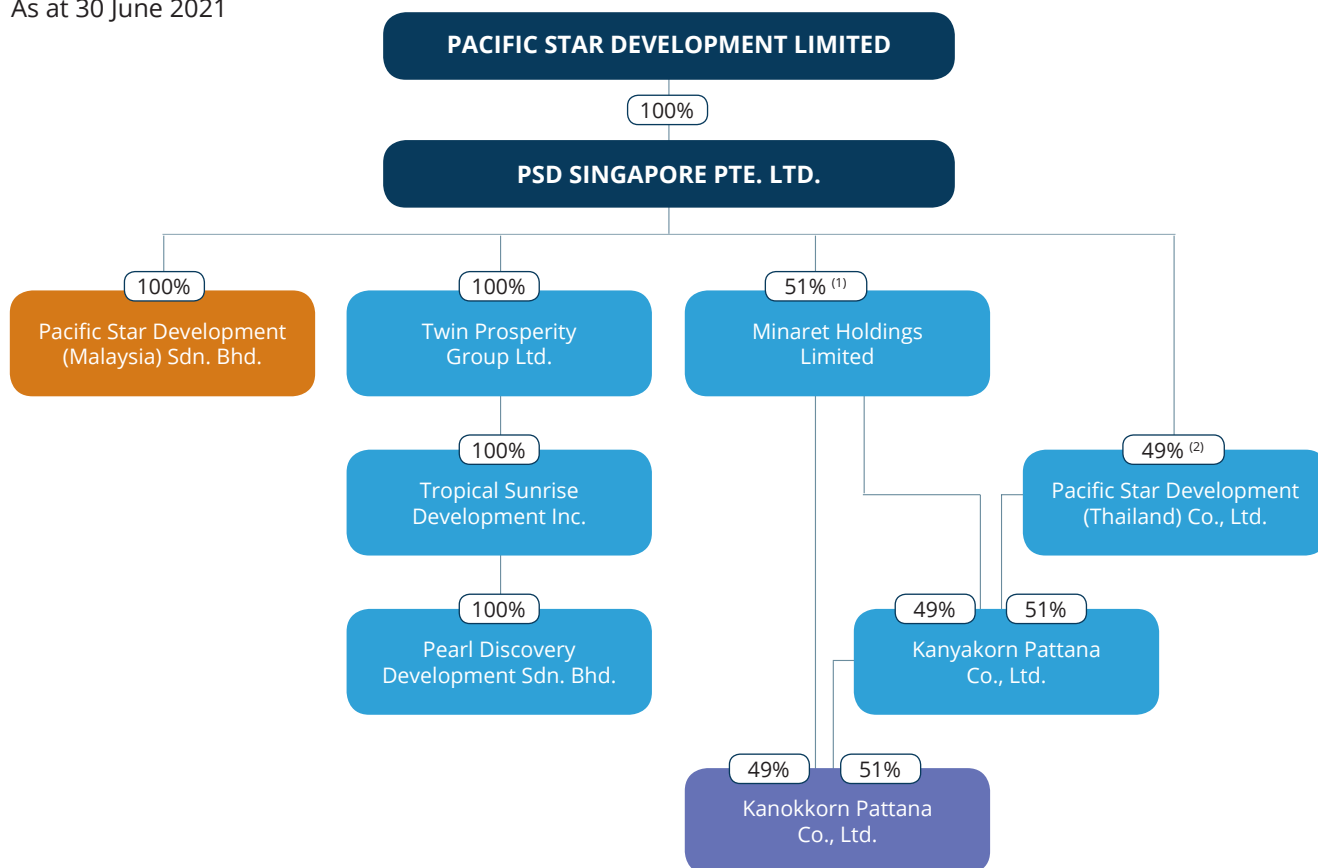 As at 30 June 2021
PACIFIC STAR DEVELOPMENT LIMITED
100%
PSD SINGAPORE PTE. LTD.
100%
Pacific Star Development
(Malaysia) Sdn. Bhd.
100%
Twin Prosperity
Group Ltd.
51% (1)
Minaret Holdings
Limited
100%
Tropical Sunrise
Development Inc.
49% (2)
Pacific Star Development
(Thailand) Co., Ltd.
100%
Pearl Discovery
Development Sdn. Bhd.
49%
51%
Kanyakorn Pattana
Co., Ltd.
49%
51%
Kanokkorn Pattana
Co., Ltd.